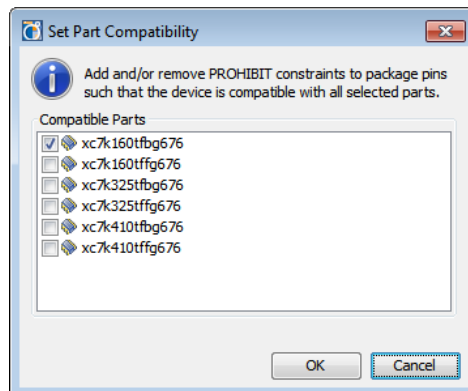 Set Part Compatibility
Add and/or remove PROHIBIT constraints to package pins
such that the device is compatible with all selected parts.
Compatible Parts
xc7k160tfbg676
xc7k160tffg676
xc7k325tfbg676
xc7k325tffg676
xc7k410tfbg676
xc7k410tffg676
OK
Cancel